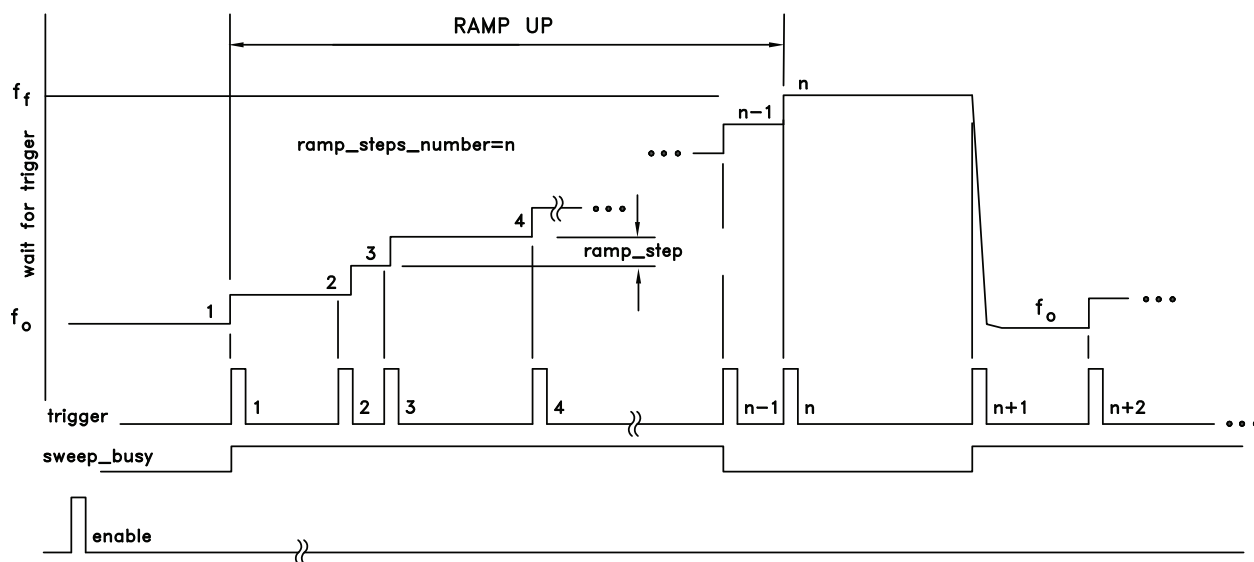 RAMP UP
f_f
n
n-1
ramp_steps_number=n
wait for trigger
4
3
ramp_step
2
1
f_o
f_o
trigger
1
2
3
4
n-1
n
n+1
n+2
sweep_busy
enable